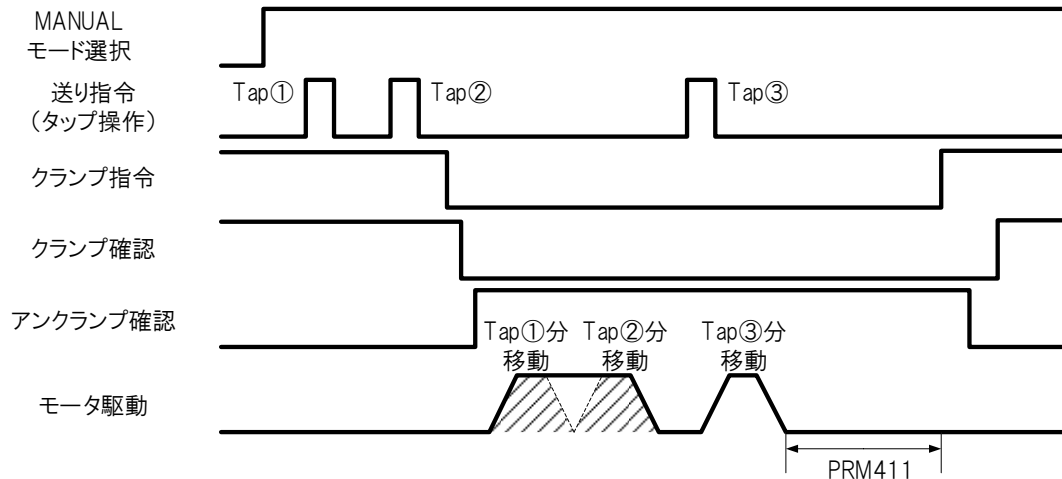 MANUAL
モード選択
送り指令
（タップ操作）
Tap①
Tap②
Tap③
クランプ指令
クランプ確認
アンクランプ確認
Tap①分
移動
Tap②分
移動
Tap③分
移動
モータ駆動
PRM411